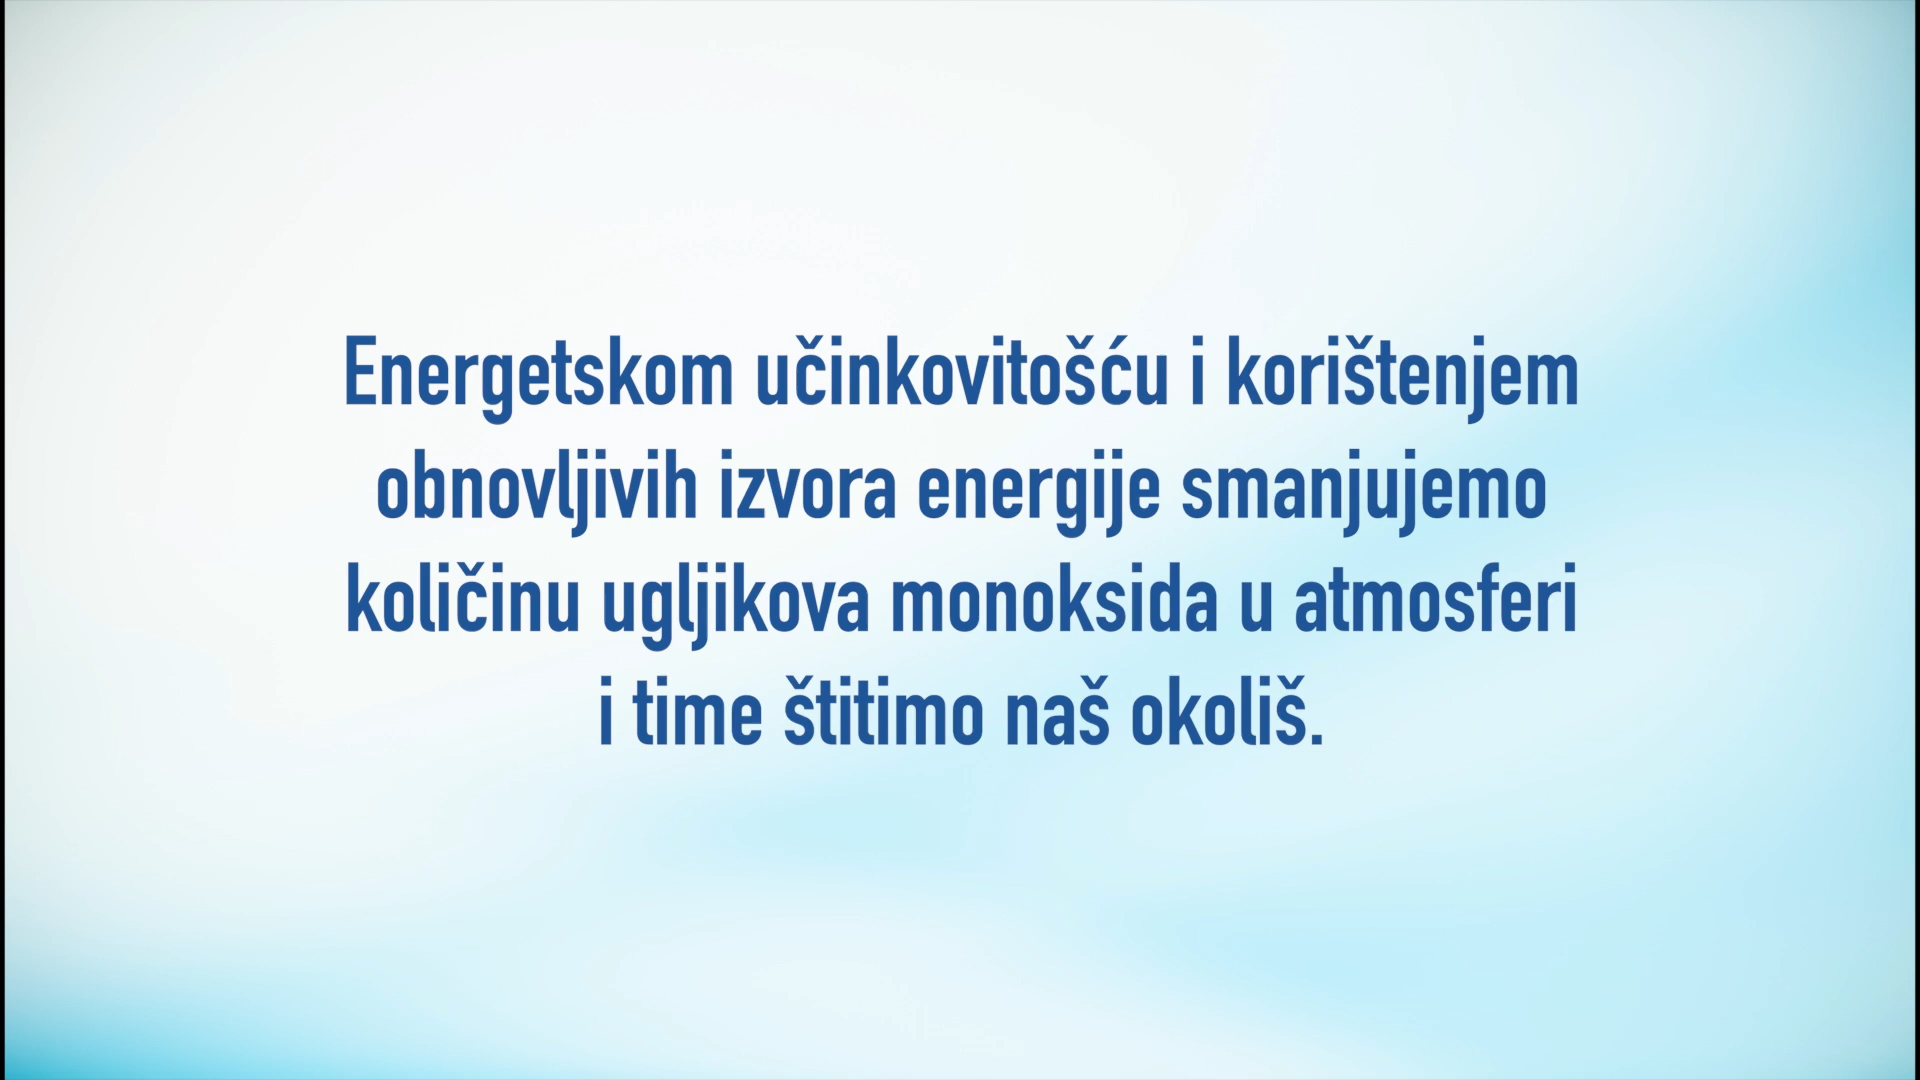 Energetskom učinkovitošću i korištenjem
obnovljivih izvora energije smanjujemo
količinu ugljikova monoksida u atmosferi
i time štitimo naš okoliš.